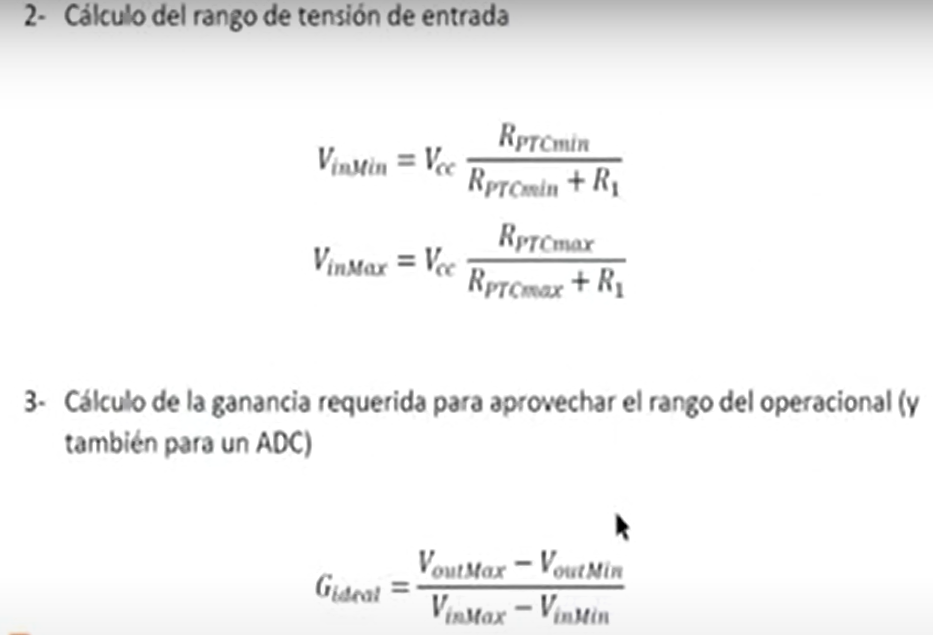 2- Cálculo del rango de tensión de entrada
V_{inMin} = V_{cc} \frac{R_{PTCmin}}{R_{PTCmin} + R_1}
V_{inMax} = V_{cc} \frac{R_{PTCmax}}{R_{PTCmax} + R_1}
3- Cálculo de la ganancia requerida para aprovechar el rango del operacional (y
también para un ADC)
G_{ideal} = \frac{V_{outMax} - V_{outMin}}{V_{inMax} - V_{inMin}}